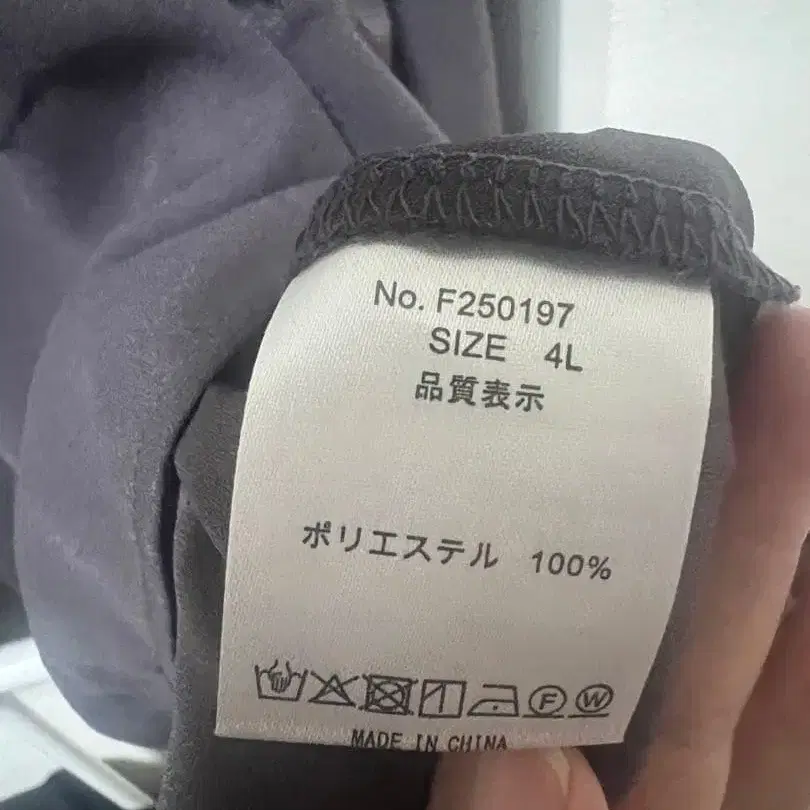 No. F250197
SIZE 4L
品質表示
ポリエステル 100%
F W
MADE IN CHINA